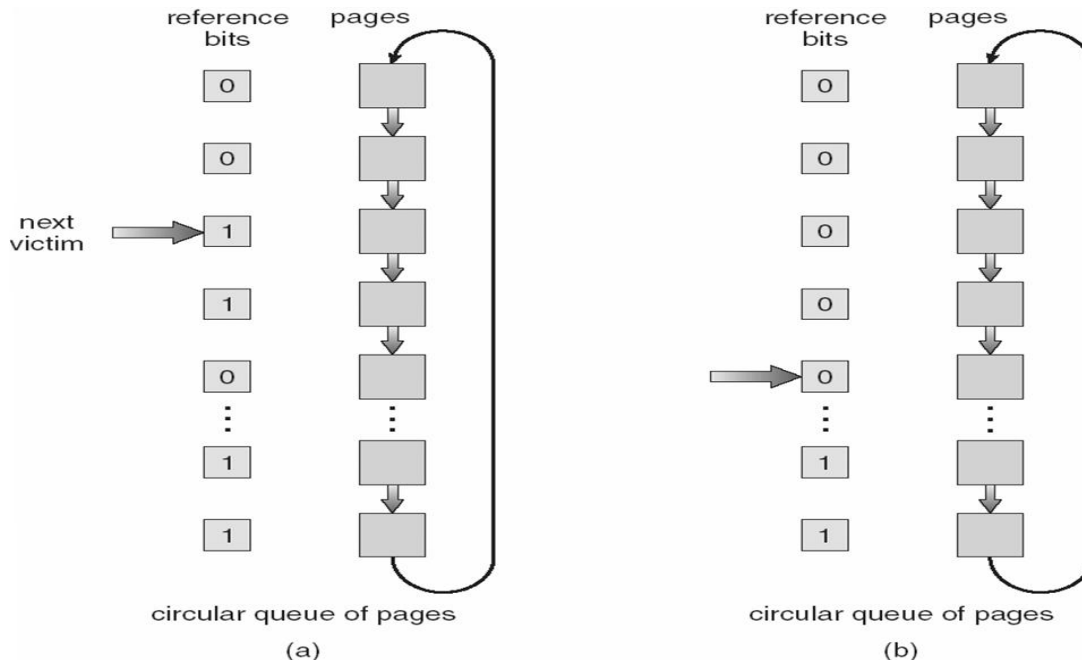 reference
bits
pages
0
0
next
victim
1
1
0
1
1
circular queue of pages
(a)
reference
bits
pages
0
0
0
0
0
1
1
circular queue of pages
(b)